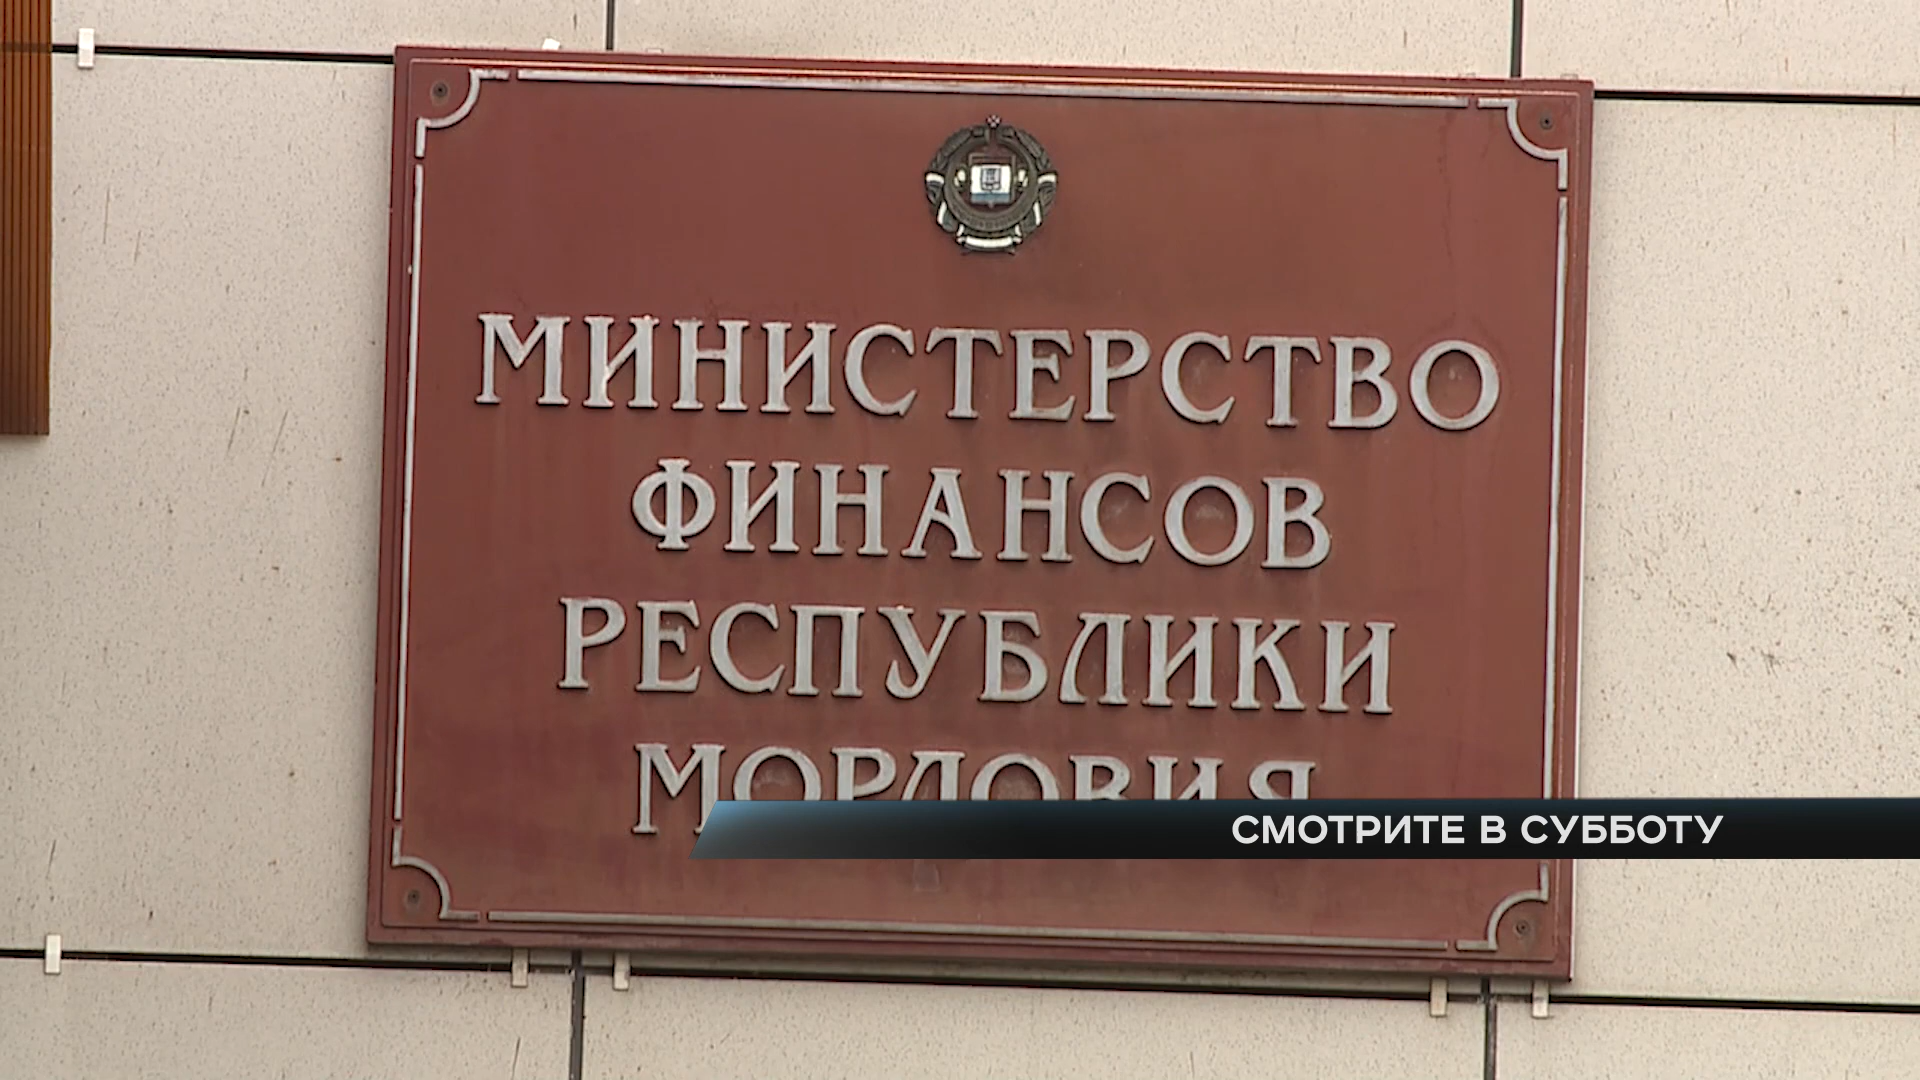 МИНИСТЕРСТВО
ФИНАНСОВ
РЕСПУБЛИКИ
МОРДОВИЯ
СМОТРИТЕ В СУББОТУ